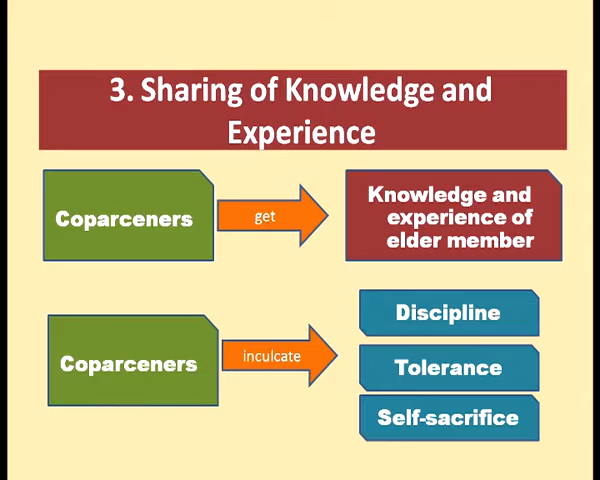 3. Sharing of Knowledge and
Experience
Coparceners
get
Knowledge and
experience of
elder member
Coparceners
inculcate
Discipline
Tolerance
Self-sacrifice